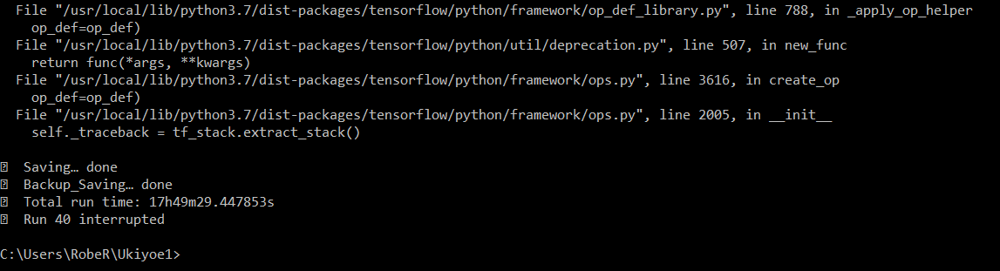 File "/usr/local/lib/python3.7/dist-packages/tensorflow/python/framework/op_def_library.py", line 788, in _apply_op_helper
op_def=op_def)
File "/usr/local/lib/python3.7/dist-packages/tensorflow/python/util/deprecation.py", line 507, in new_func
return func(*args, **kwargs)
File "/usr/local/lib/python3.7/dist-packages/tensorflow/python/framework/ops.py", line 3616, in create_op
op_def=op_def)
File "/usr/local/lib/python3.7/dist-packages/tensorflow/python/framework/ops.py", line 2005, in __init__
self._traceback = tf_stack.extract_stack()
Saving… done
Backup_Saving… done
Total run time: 17h49m29.447853s
Run 40 interrupted
C:\Users\RobeR\Ukiyoe1>